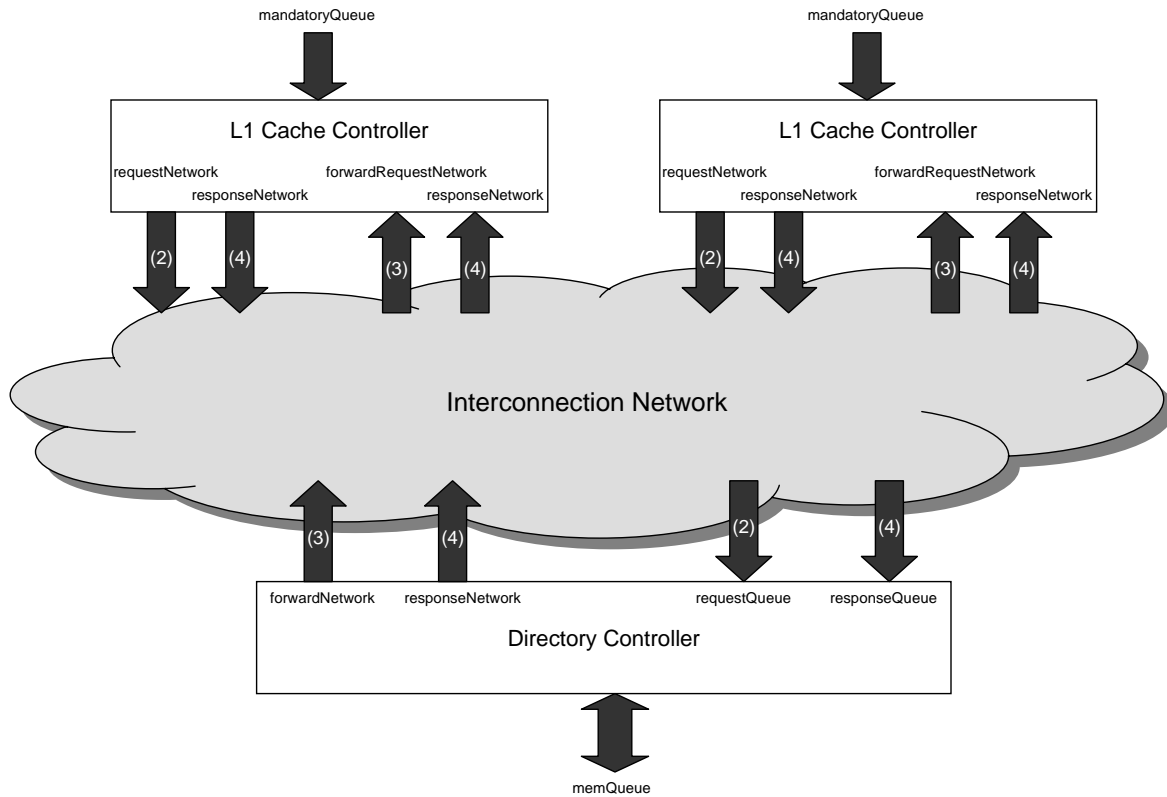 mandatoryQueue mandatoryQueue
L1 Cache Controller L1 Cache Controller
requestNetwork forwardRequestNetwork requestNetwork forwardRequestNetwork
responseNetwork responseNetwork responseNetwork responseNetwork
(2) (4) (3) (4) (2) (4) (3) (4)
Interconnection Network
(3) (4) (2) (4)
forwardNetwork responseNetwork requestQueue responseQueue
Directory Controller
memQueue